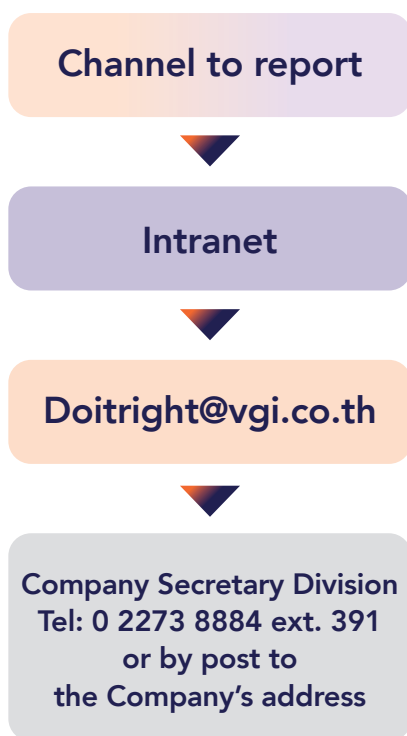 Channel to report
Intranet
Doitright@vgi.co.th
Company Secretary Division
Tel: 0 2273 8884 ext. 391
or by post to
the Company's address